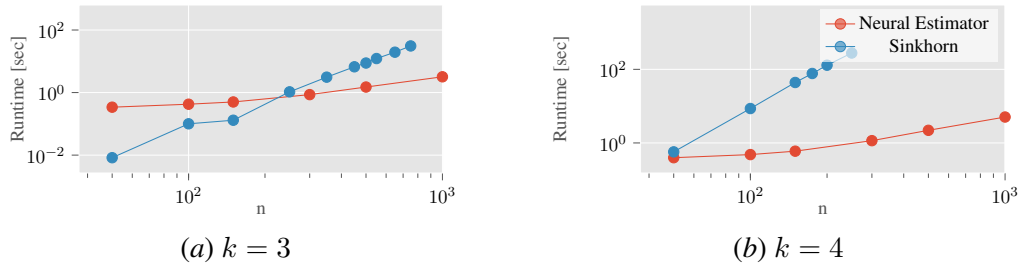 Runtime [sec]
10^2
10^0
10^−2
10^2
10^3
n
(a) k = 3
Runtime [sec]
10^2
10^0
10^2
10^3
n
Neural Estimator
Sinkhorn
(b) k = 4